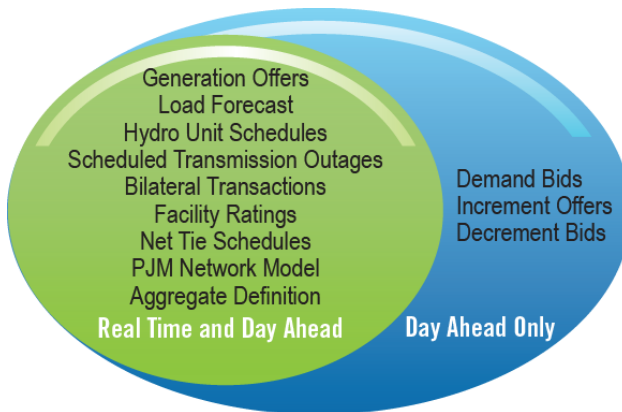 Generation Offers
Load Forecast
Hydro Unit Schedules
Scheduled Transmission Outages
Bilateral Transactions
Facility Ratings
Net Tie Schedules
PJM Network Model
Aggregate Definition
Real Time and Day Ahead
Demand Bids
Increment Offers
Decrement Bids
Day Ahead Only